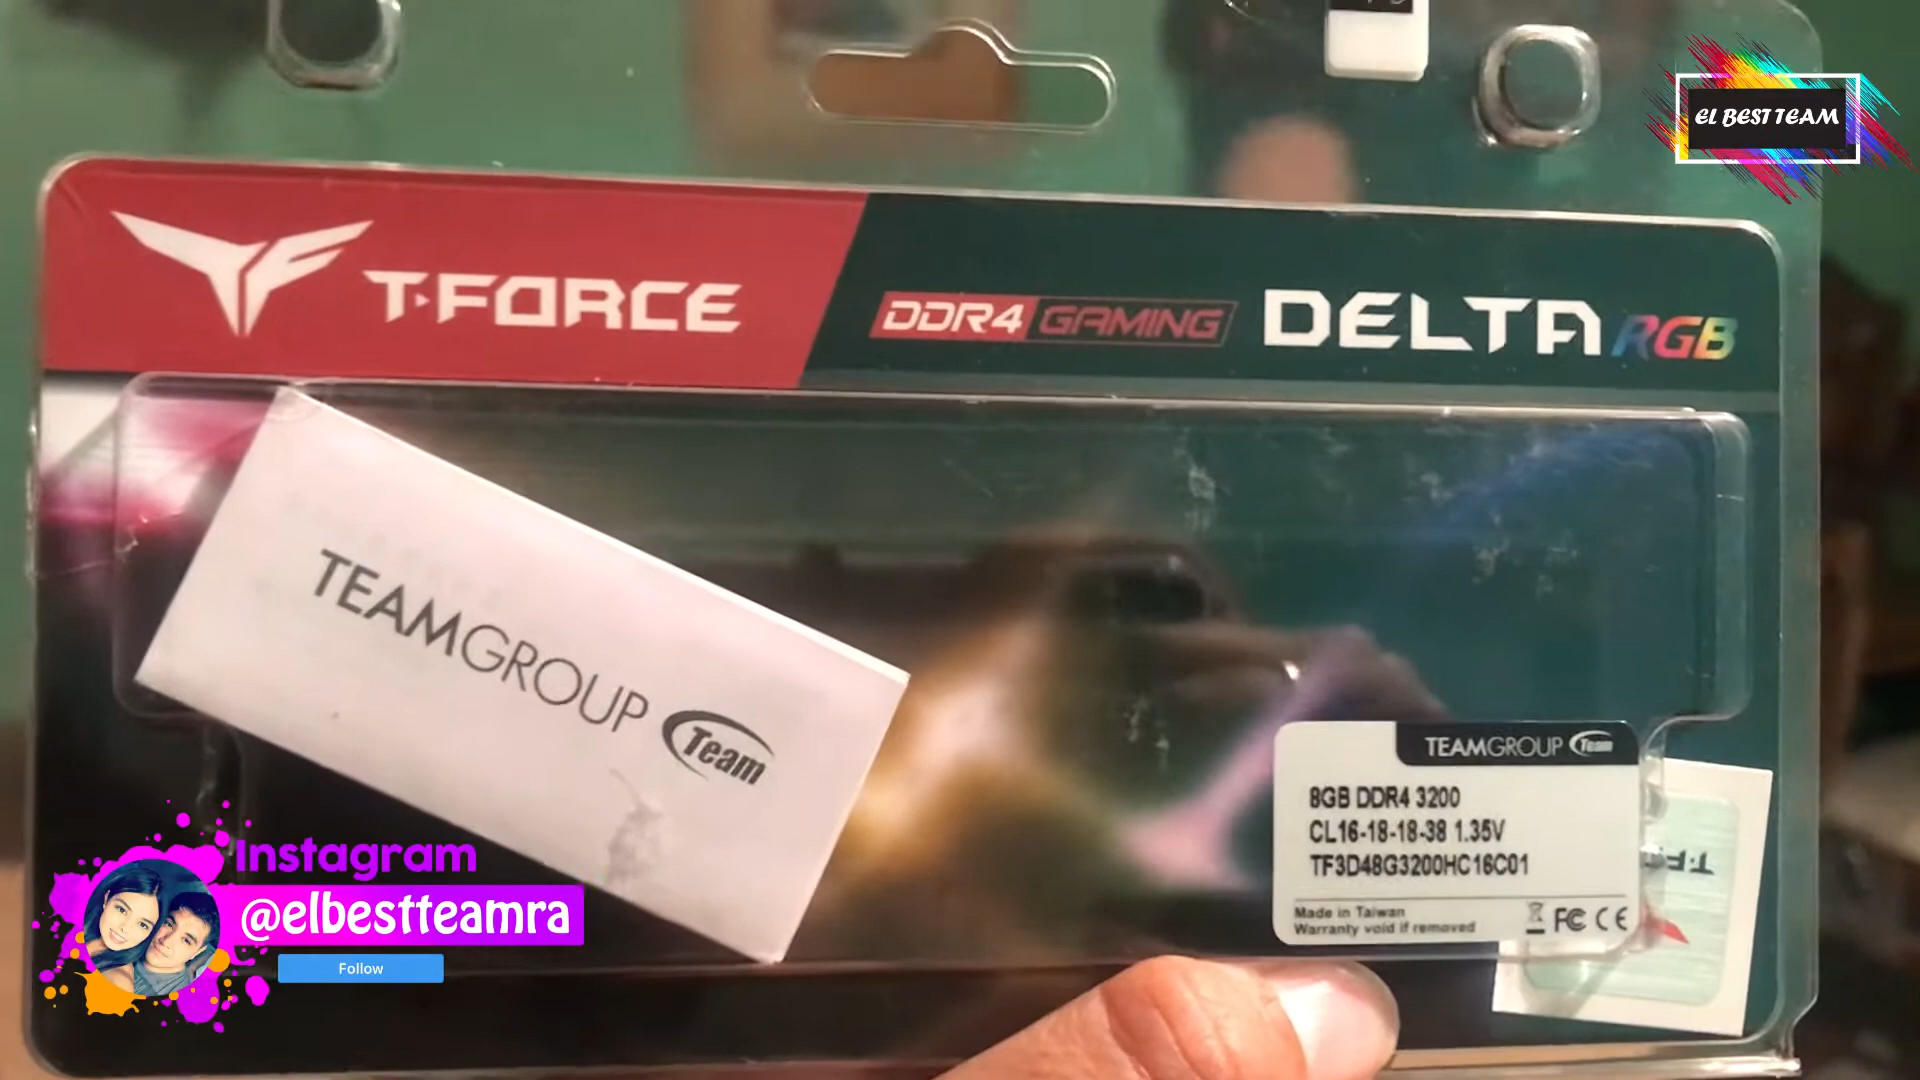 EL BEST TEAM
T-FORCE
DDR4 GAMING DELTA RGB
TEAMGROUP Team
TEAMGROUP Team
8GB DDR4 3200
CL16-18-18-38 1.35V
TF3D48G3200HC16C01
Made in Taiwan
Warranty void if removed
FC CE
Instagram
@elbestteamra
Follow